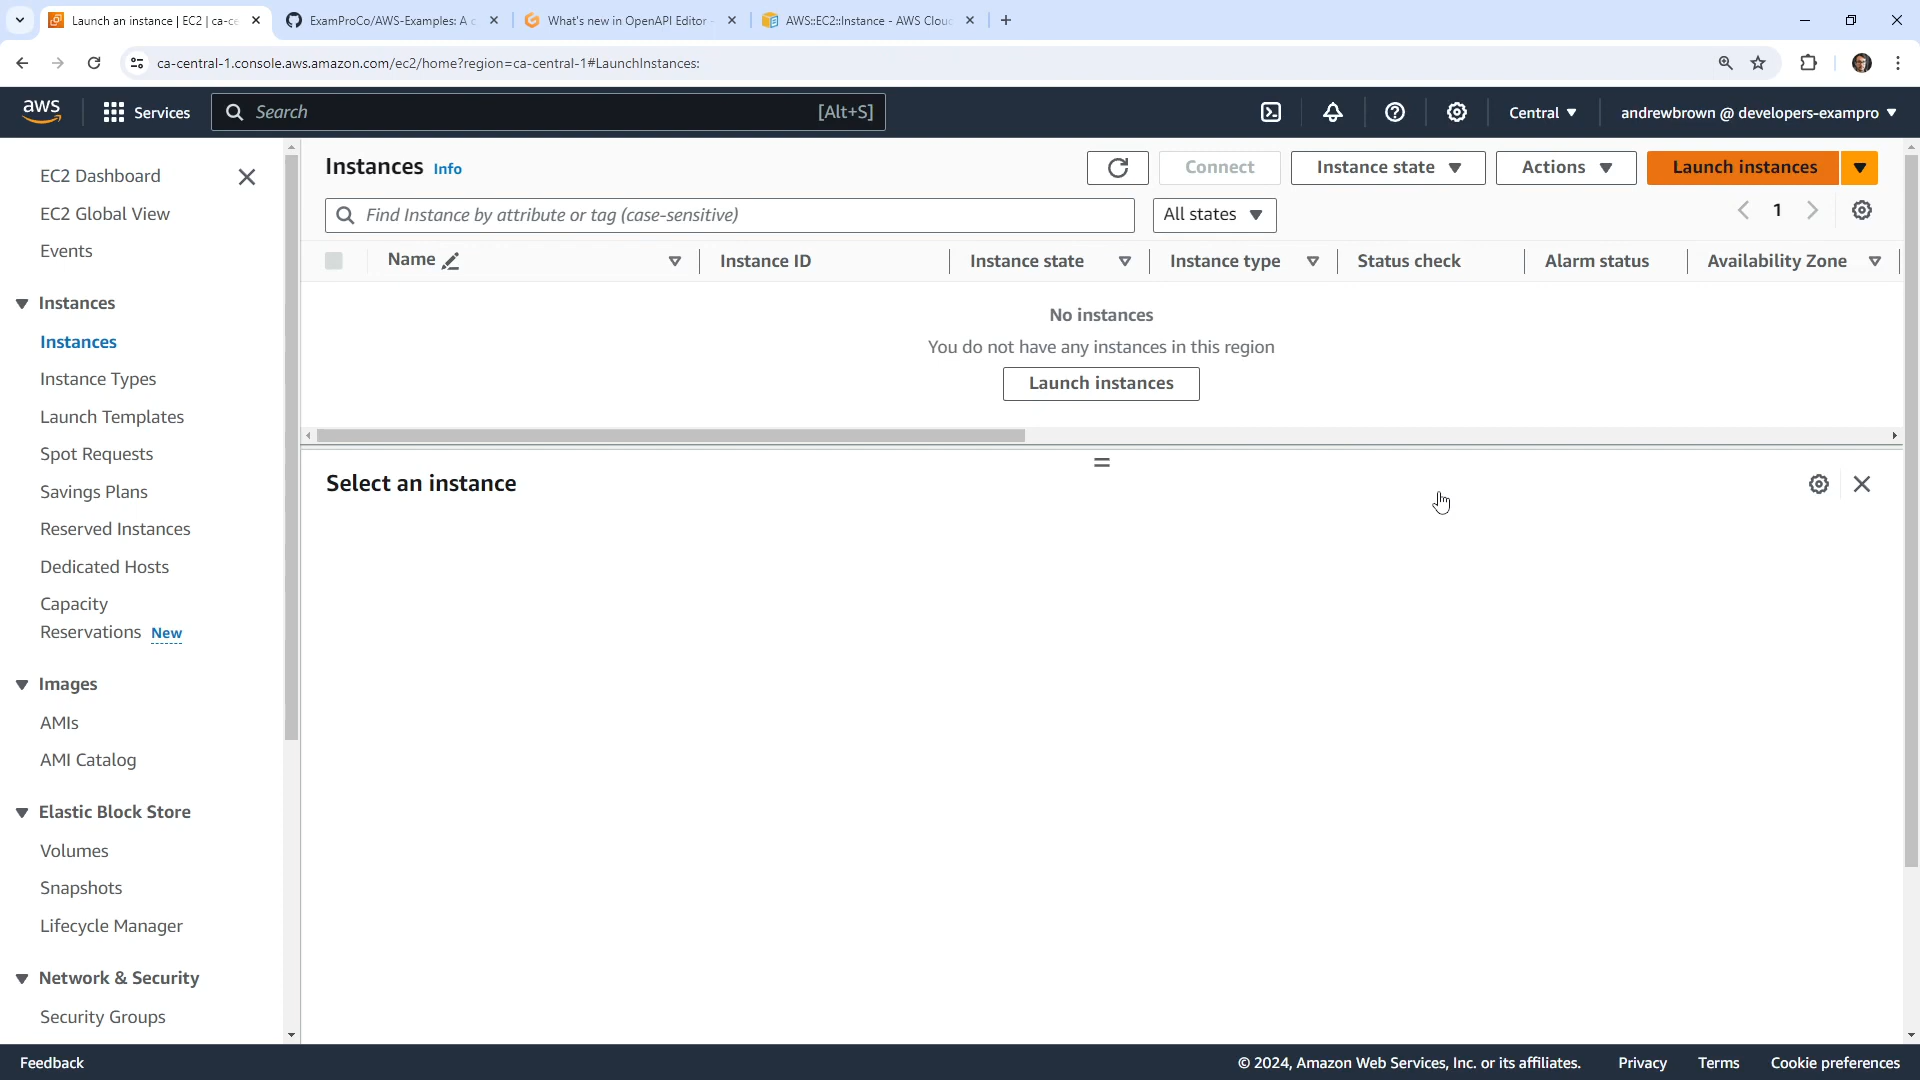 Launch an instance | EC2 | ca-ce
ExamProCo/AWS-Examples: A c
What's new in OpenAPI Editor -
AWS::EC2::Instance - AWS Clou
ca-central-1.console.aws.amazon.com/ec2/home?region=ca-central-1#LaunchInstances:
aws
Services
Search
[Alt+S]
Central
andrewbrown @ developers-exampro
EC2 Dashboard
EC2 Global View
Events
Instances
Instances
Instance Types
Launch Templates
Spot Requests
Savings Plans
Reserved Instances
Dedicated Hosts
Capacity
Reservations New
Images
AMIs
AMI Catalog
Elastic Block Store
Volumes
Snapshots
Lifecycle Manager
Network & Security
Security Groups
Instances Info
Connect
Instance state
Actions
Launch instances
Find Instance by attribute or tag (case-sensitive)
All states
1
Name
Instance ID
Instance state
Instance type
Status check
Alarm status
Availability Zone
No instances
You do not have any instances in this region
Launch instances
Select an instance
Feedback
© 2024, Amazon Web Services, Inc. or its affiliates.
Privacy
Terms
Cookie preferences